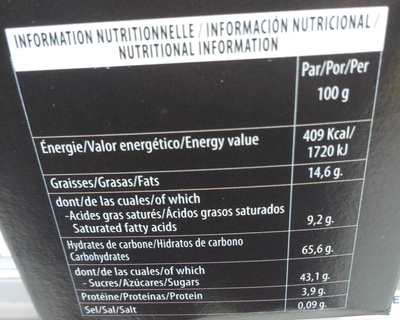 INFORMATION NUTRITIONNELLE / INFORMACIÓN NUTRICIONAL /
NUTRITIONAL INFORMATION
Par/Por/Per
100 g
Énergie/Valor energético/Energy value
409 Kcal/
1720 kJ
Graisses/Grasas/Fats
14,6 g.
dont/de las cuales/of which
-Acides gras saturés/Ácidos grasos saturados
Saturated fatty acids
9,2 g.
Hydrates de carbone/Hidratos de carbono
Carbohydrates
65,6 g.
dont/de las cuales/of which
- Sucres/Azúcares/Sugars
43,1 g.
Protéine/Proteínas/Protein
3,9 g.
Sel/Sal/Salt
0,09 g.